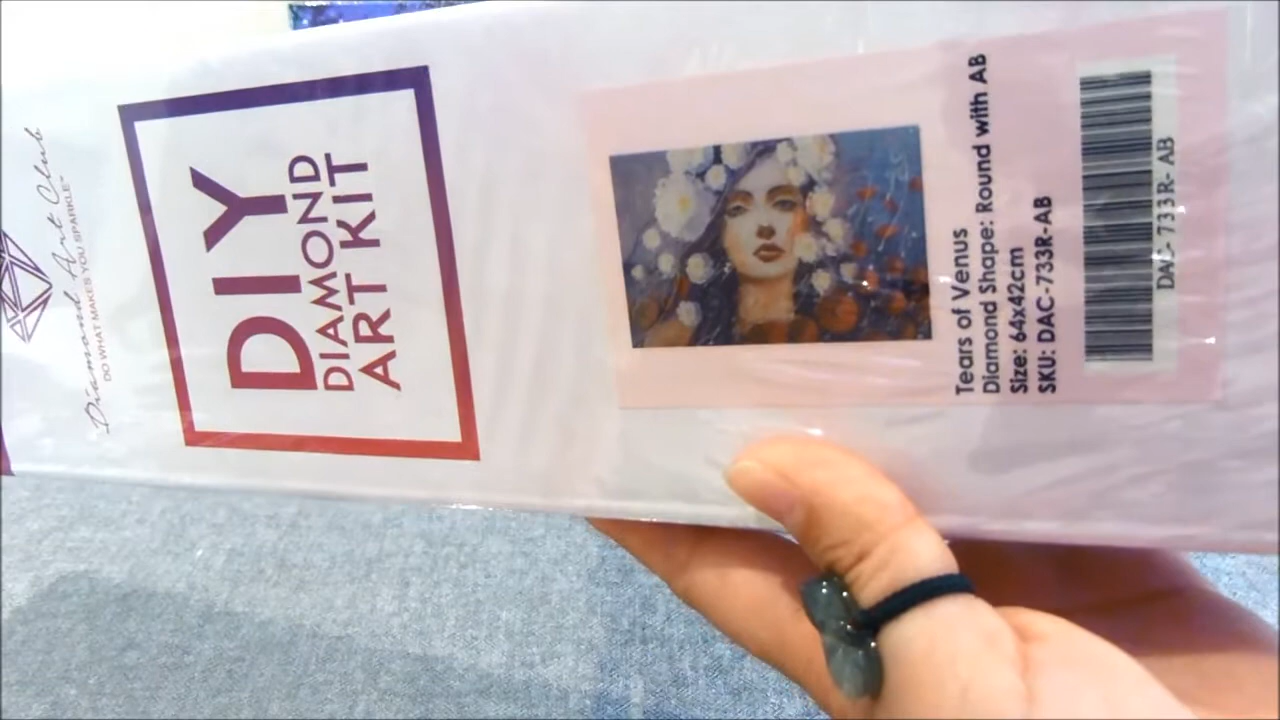 Diamond Art Club
DO WHAT MAKES YOU SPARKLE™
DIY
DIAMOND
ART KIT
Tears of Venus
Diamond Shape: Round with AB
Size: 64x42cm
SKU: DAC-733R-AB
DAC- 733R- AB